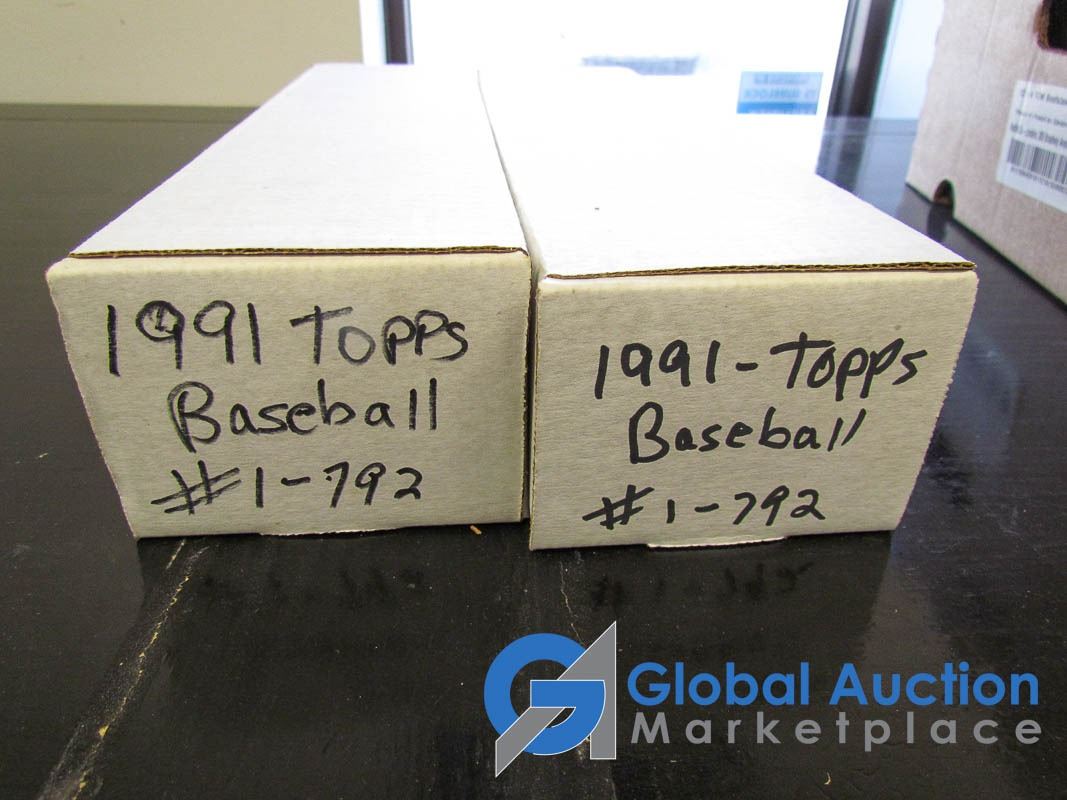 1991 Topps
Baseball
#1-792
1991-Topps
Baseball
#1-792
Global Auction
Marketplace